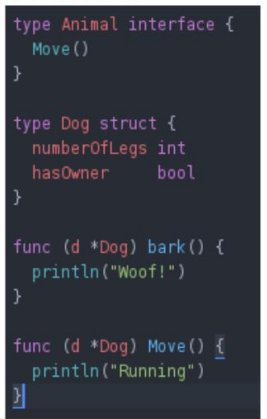 type Animal interface {
  Move()
}

type Dog struct {
  numberOfLegs int
  hasOwner     bool
}

func (d *Dog) bark() {
  println("Woof!")
}

func (d *Dog) Move() {
  println("Running")
}